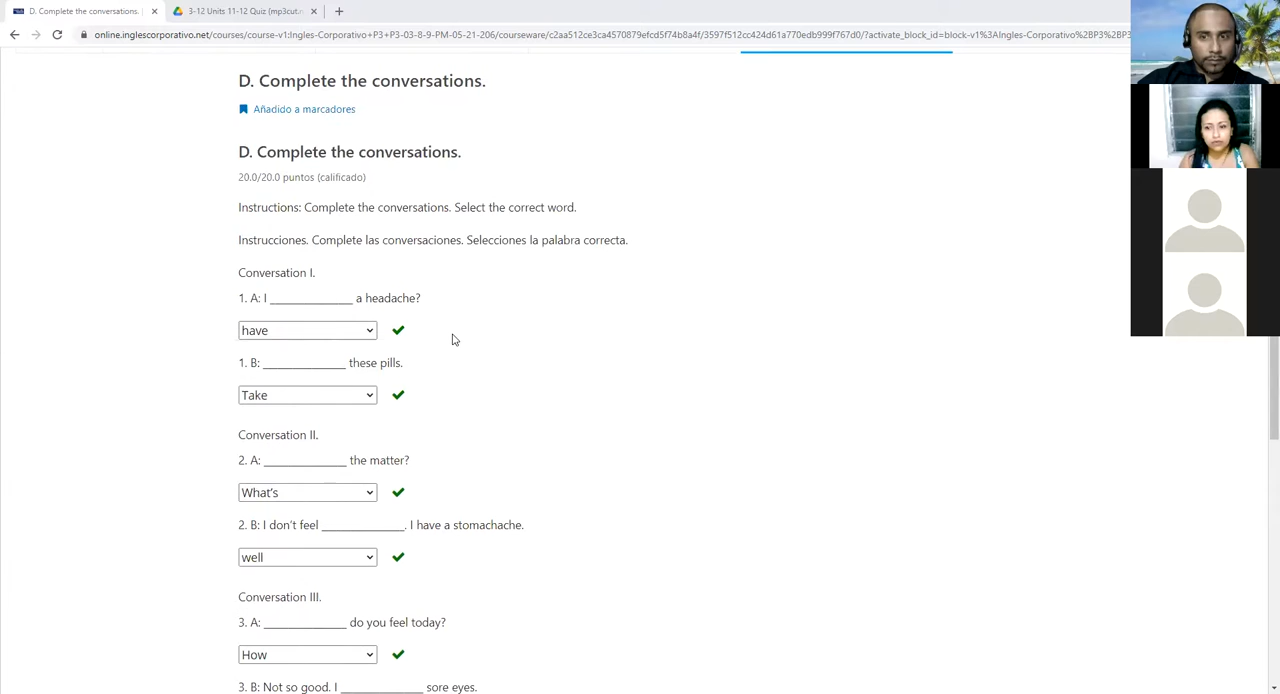 D. Complete the conversations.
3-12 Units 11-12 Quiz (mp3cut.n
online.inglescorporativo.net/courses/course-v1:Ingles-Corporativo+P3+P3-03-8-9-PM-05-21-206/courseware/c2aa512ce3ca4570879efcd5f74b8a4f/3597f512cc424d61a770edb999f767d0/?activate_block_id=block-v1%3AIngles-Corporativo%2BP3%2BP3%
D. Complete the conversations.
Añadido a marcadores
D. Complete the conversations.
20.0/20.0 puntos (calificado)
Instructions: Complete the conversations. Select the correct word.
Instrucciones. Complete las conversaciones. Selecciones la palabra correcta.
Conversation I.
1. A: I ______________ a headache?
have
1. B: ______________ these pills.
Take
Conversation II.
2. A: ______________ the matter?
What's
2. B: I don't feel ______________. I have a stomachache.
well
Conversation III.
3. A: ______________ do you feel today?
How
3. B: Not so good. I ______________ sore eyes.